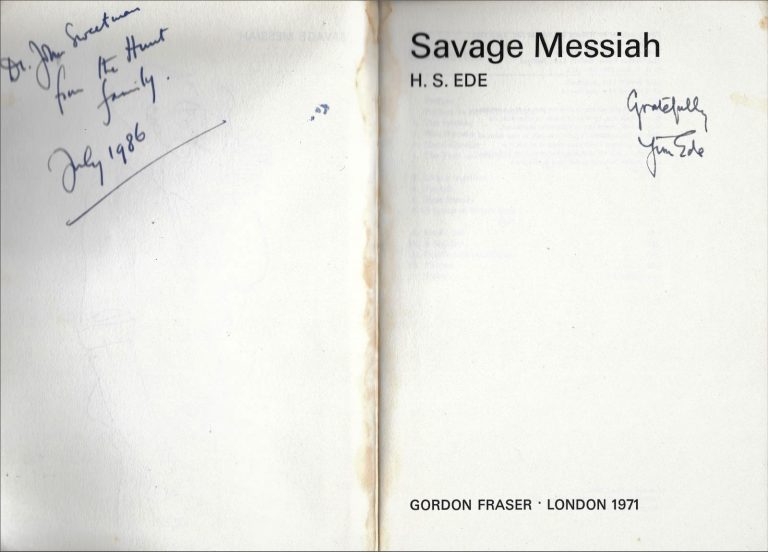 Dr. John Sweetman
from the Hunt
family.
July 1986
Savage Messiah
H. S. EDE
Gratefully
Jim Ede
GORDON FRASER · LONDON 1971